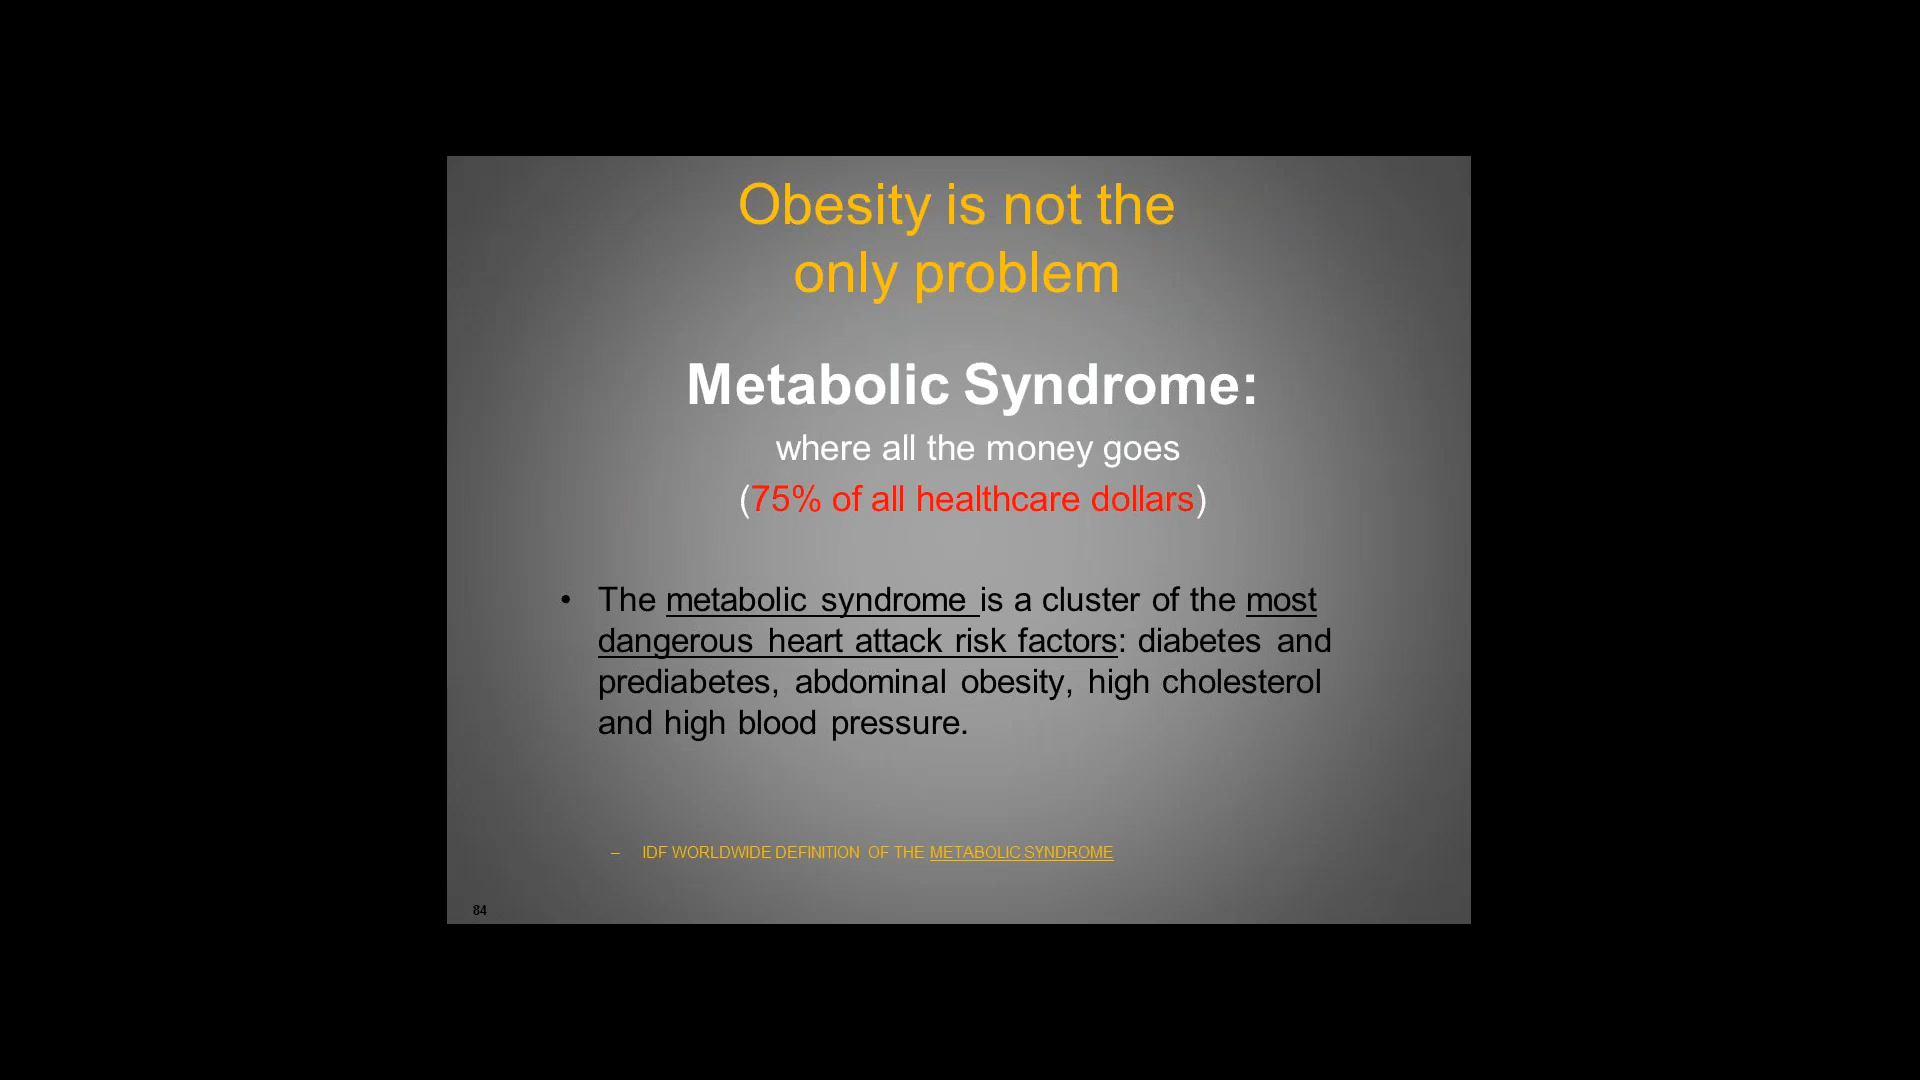 Obesity is not the
only problem
Metabolic Syndrome:
where all the money goes
(75% of all healthcare dollars)
• The metabolic syndrome is a cluster of the most
dangerous heart attack risk factors: diabetes and
prediabetes, abdominal obesity, high cholesterol
and high blood pressure.
– IDF WORLDWIDE DEFINITION OF THE METABOLIC SYNDROME
84